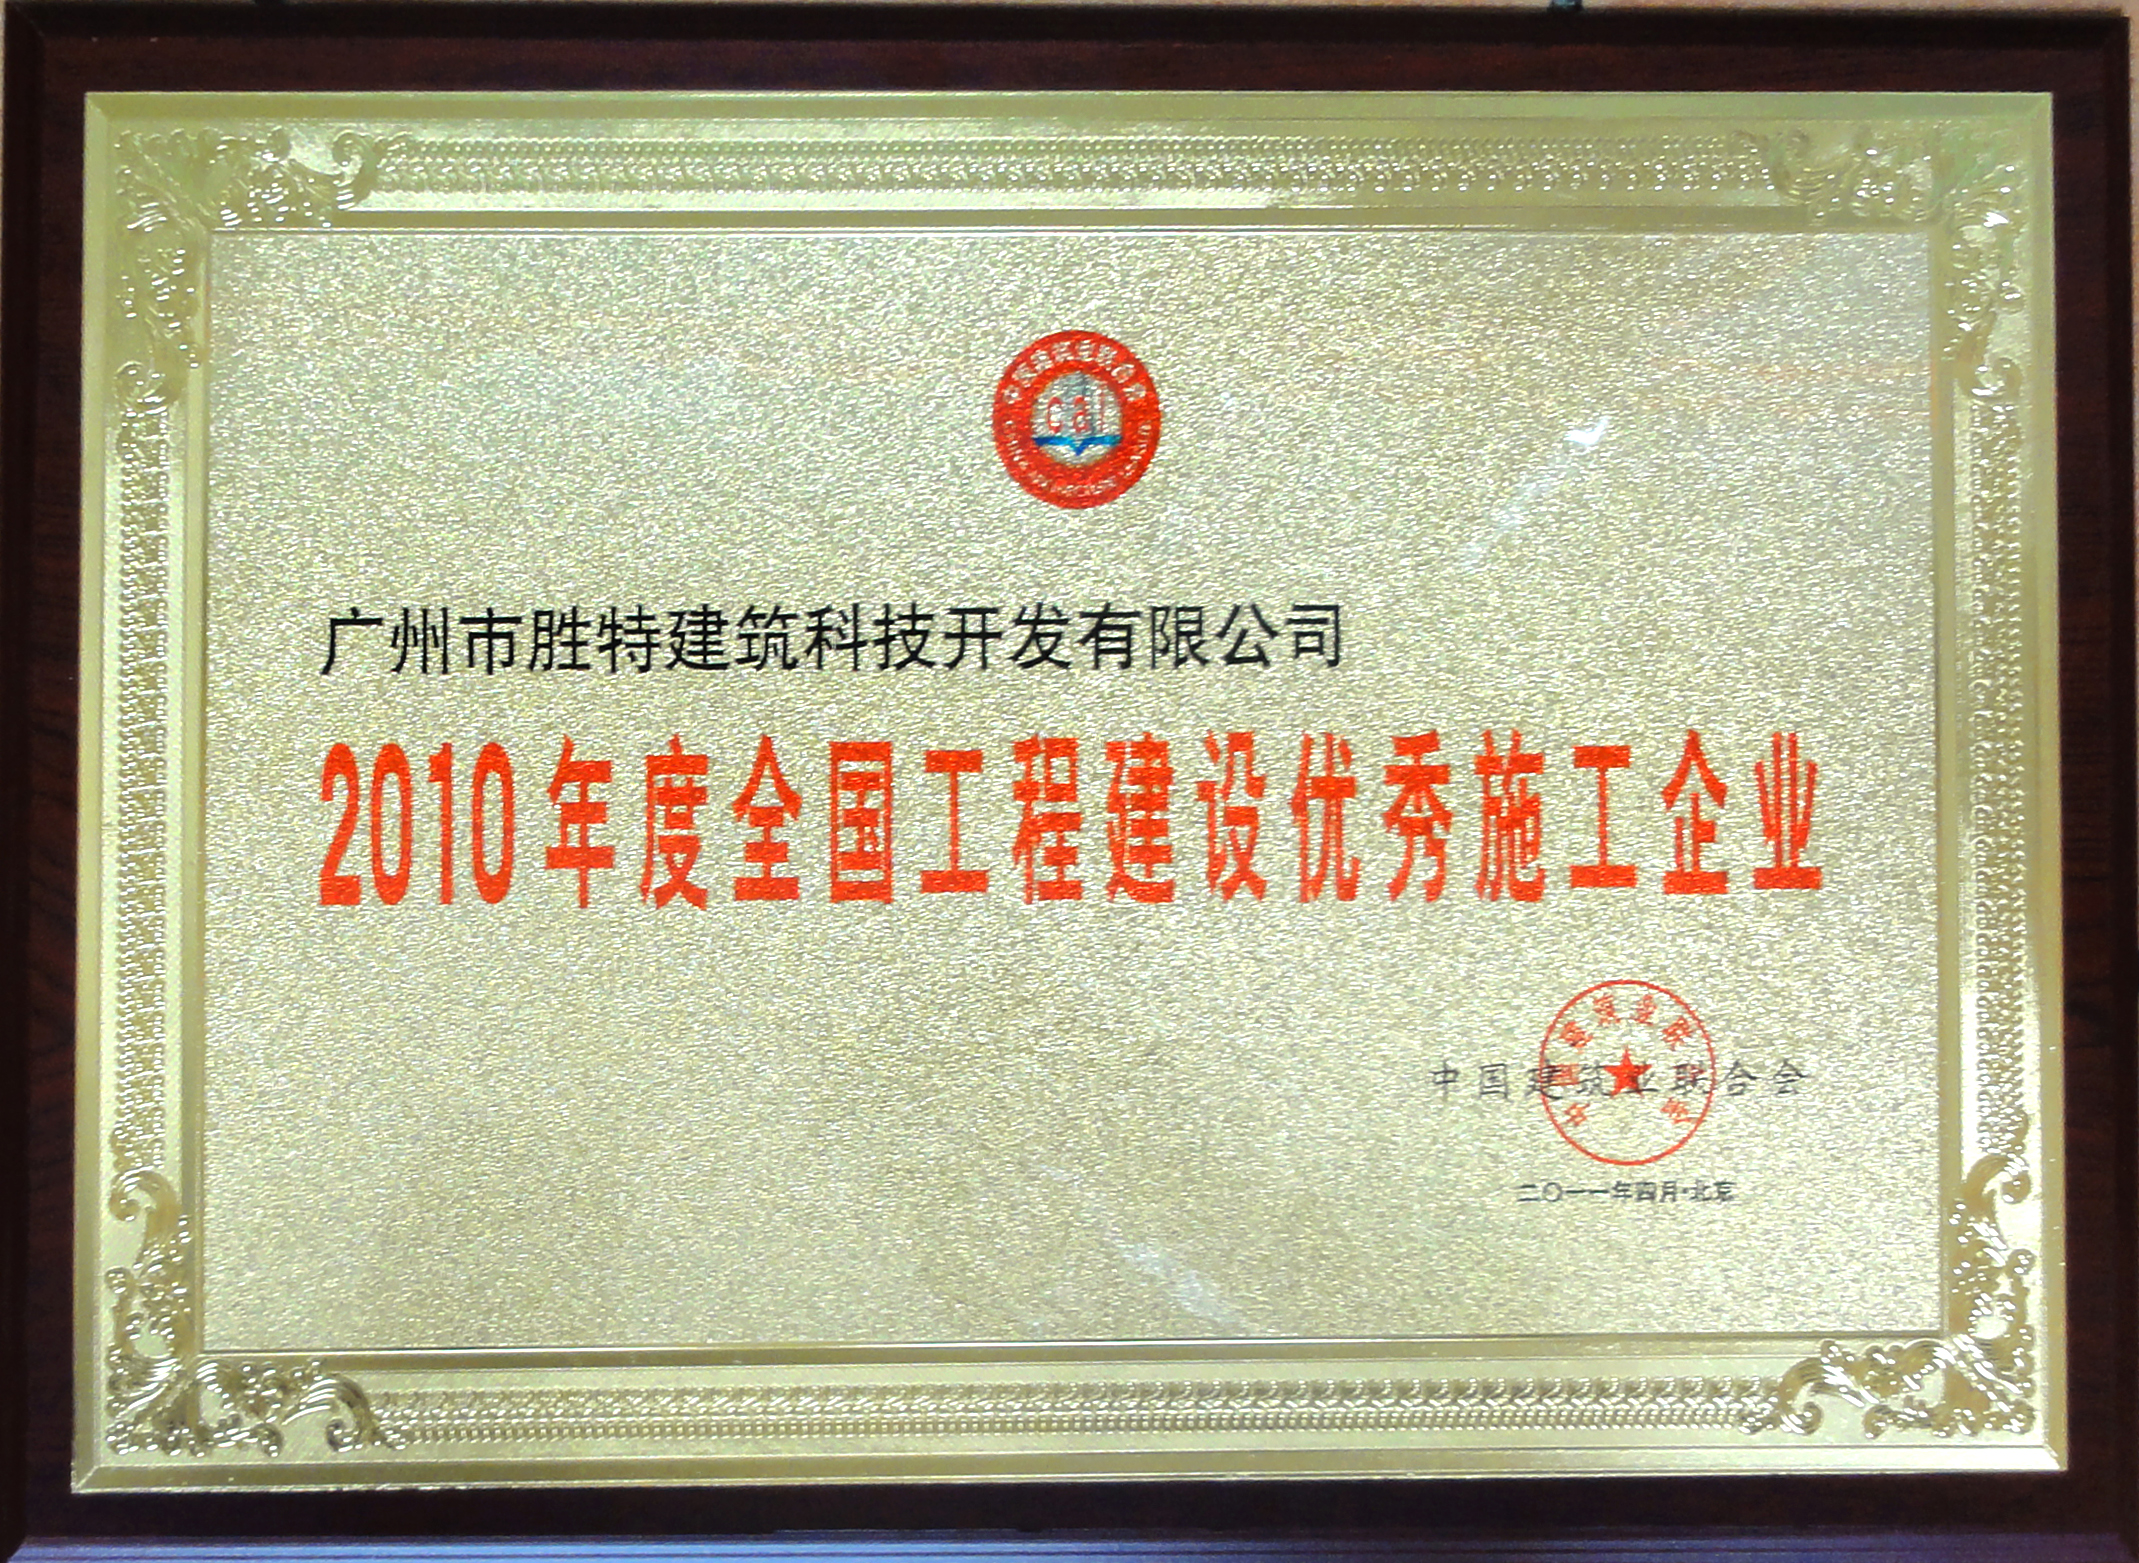 cal
广州市胜特建筑科技开发有限公司
2010年度全国工程建设优秀施工企业
中国建筑业联合会
二〇一一年四月·北京